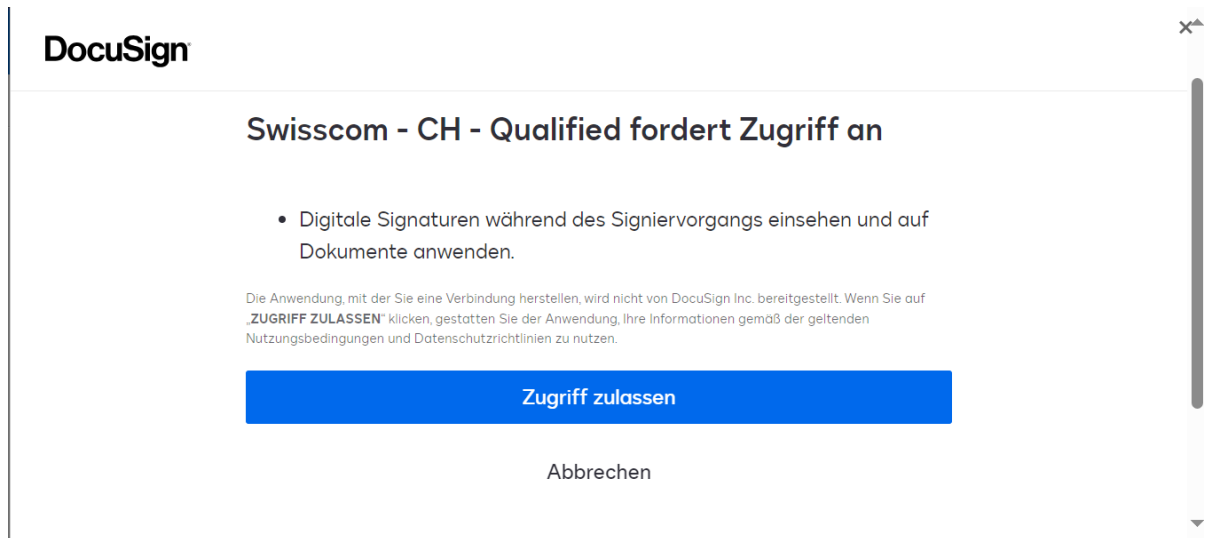 DocuSign
Swisscom - CH - Qualified fordert Zugriff an
• Digitale Signaturen während des Signiervorgangs einsehen und auf
Dokumente anwenden.
Die Anwendung, mit der Sie eine Verbindung herstellen, wird nicht von DocuSign Inc. bereitgestellt. Wenn Sie auf
„ZUGRIFF ZULASSEN“ klicken, gestatten Sie der Anwendung, Ihre Informationen gemäß der geltenden
Nutzungsbedingungen und Datenschutzrichtlinien zu nutzen.
Zugriff zulassen
Abbrechen